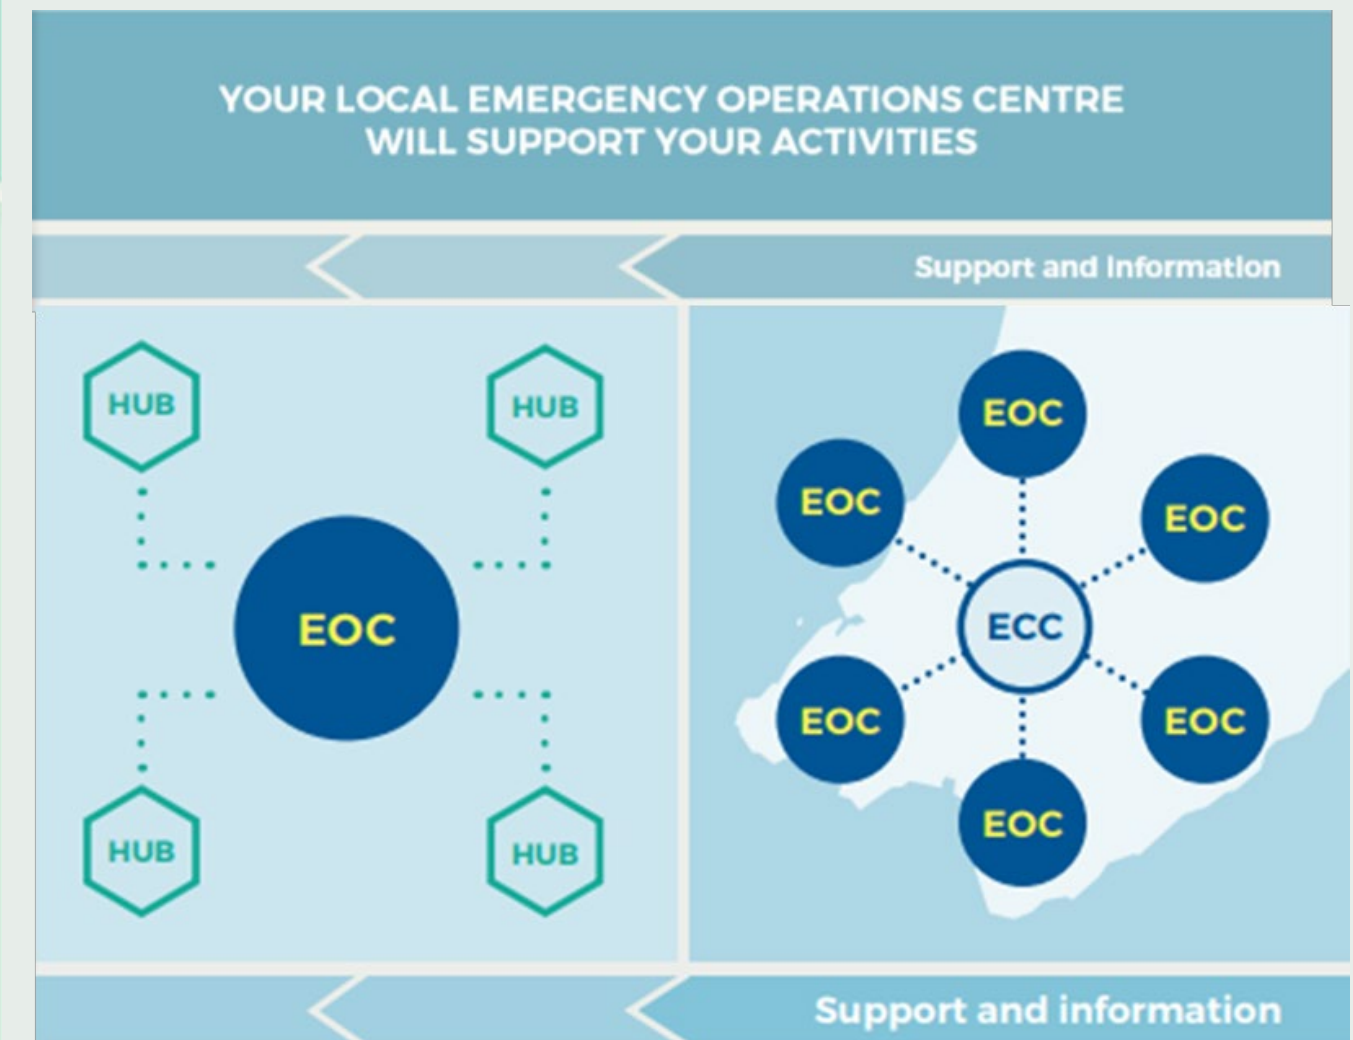 YOUR LOCAL EMERGENCY OPERATIONS CENTRE
WILL SUPPORT YOUR ACTIVITIES
Support and information
HUB
HUB
EOC
HUB
HUB
EOC
EOC
EOC
ECC
EOC
EOC
EOC
Support and information